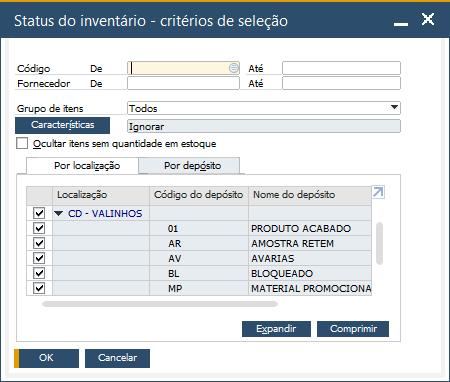 Status do inventário - critérios de seleção
Código De Até
Fornecedor De Até
Grupo de itens Todos
Características Ignorar
Ocultar itens sem quantidade em estoque
Por localização Por depósito
Localização Código do depósito Nome do depósito
CD - VALINHOS
01 PRODUTO ACABADO
AR AMOSTRA RETEM
AV AVARIAS
BL BLOQUEADO
MP MATERIAL PROMOCIONA
Expandir Comprimir
OK Cancelar